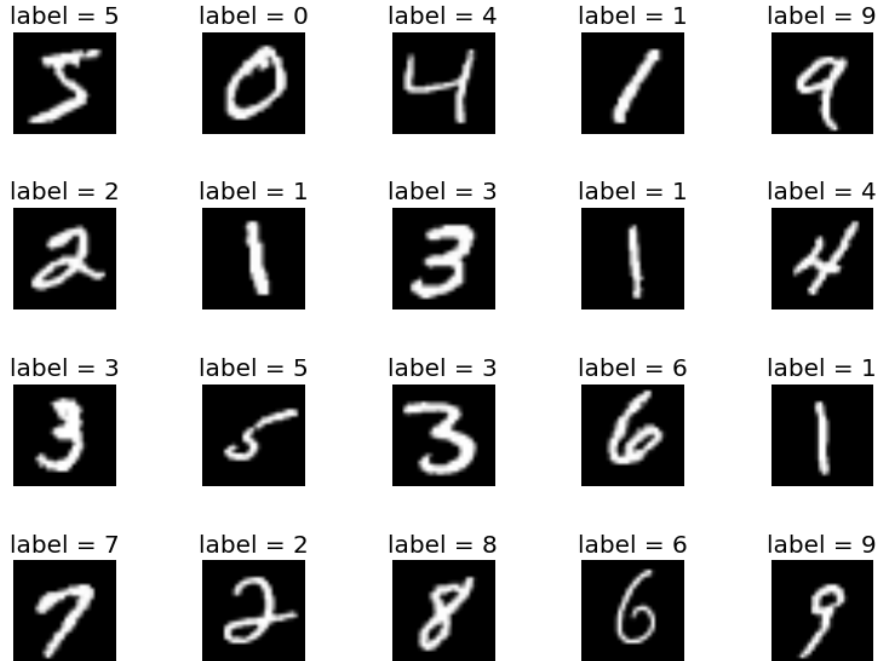 label = 5 label = 0 label = 4 label = 1 label = 9
5 0 4 1 9
label = 2 label = 1 label = 3 label = 1 label = 4
2 1 3 1 4
label = 3 label = 5 label = 3 label = 6 label = 1
3 5 3 6 1
label = 7 label = 2 label = 8 label = 6 label = 9
7 2 8 6 9